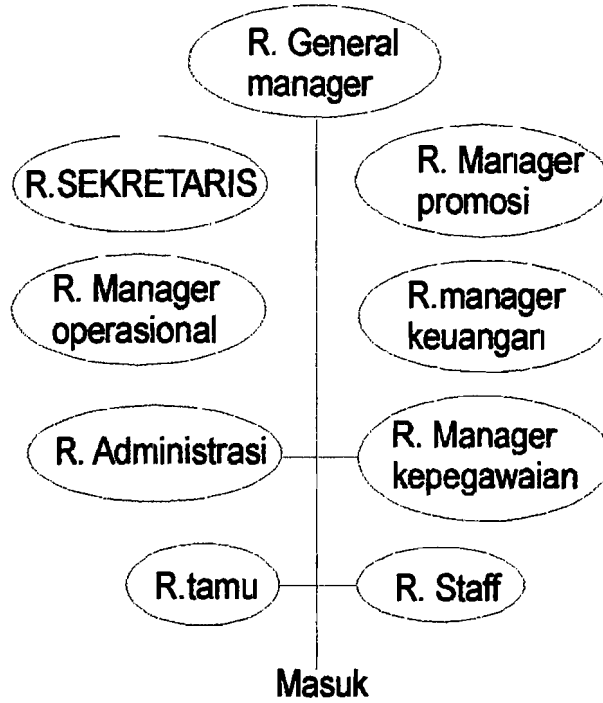 R. General
manager
R.SEKRETARIS
R. Manager
promosi
R. Manager
operasional
R.manager
keuangan
R. Administrasi
R. Manager
kepegawaian
R.tamu
R. Staff
Masuk